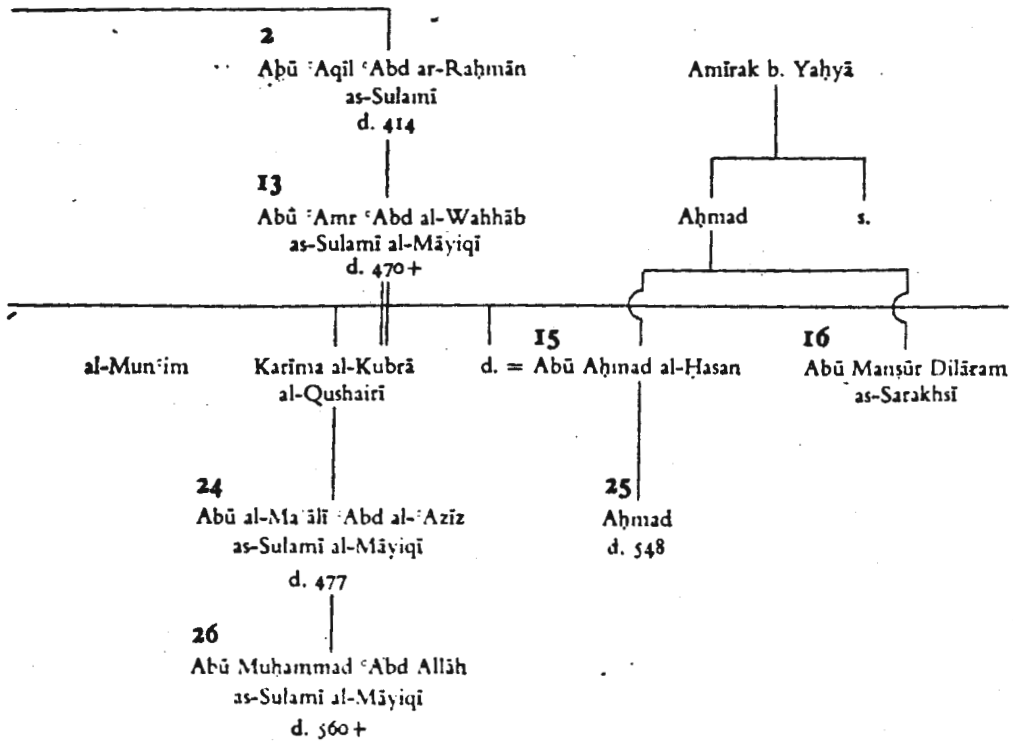 2
Abū ʿAqīl ʿAbd ar-Raḥmān
as-Sulamī
d. 414
Amīrak b. Yaḥyā
13
Abū ʿAmr ʿAbd al-Wahhāb
as-Sulamī al-Māyiqī
d. 470+
Aḥmad
s.
al-Munʿim
Karīma al-Kubrā
al-Qushairī
d. =
15
Abū Aḥmad al-Ḥasan
16
Abū Manṣūr Dilāram
as-Sarakhsī
24
Abū al-Maʿālī ʿAbd al-ʿAzīz
as-Sulamī al-Māyiqī
d. 477
25
Aḥmad
d. 548
26
Abū Muḥammad ʿAbd Allāh
as-Sulamī al-Māyiqī
d. 560+